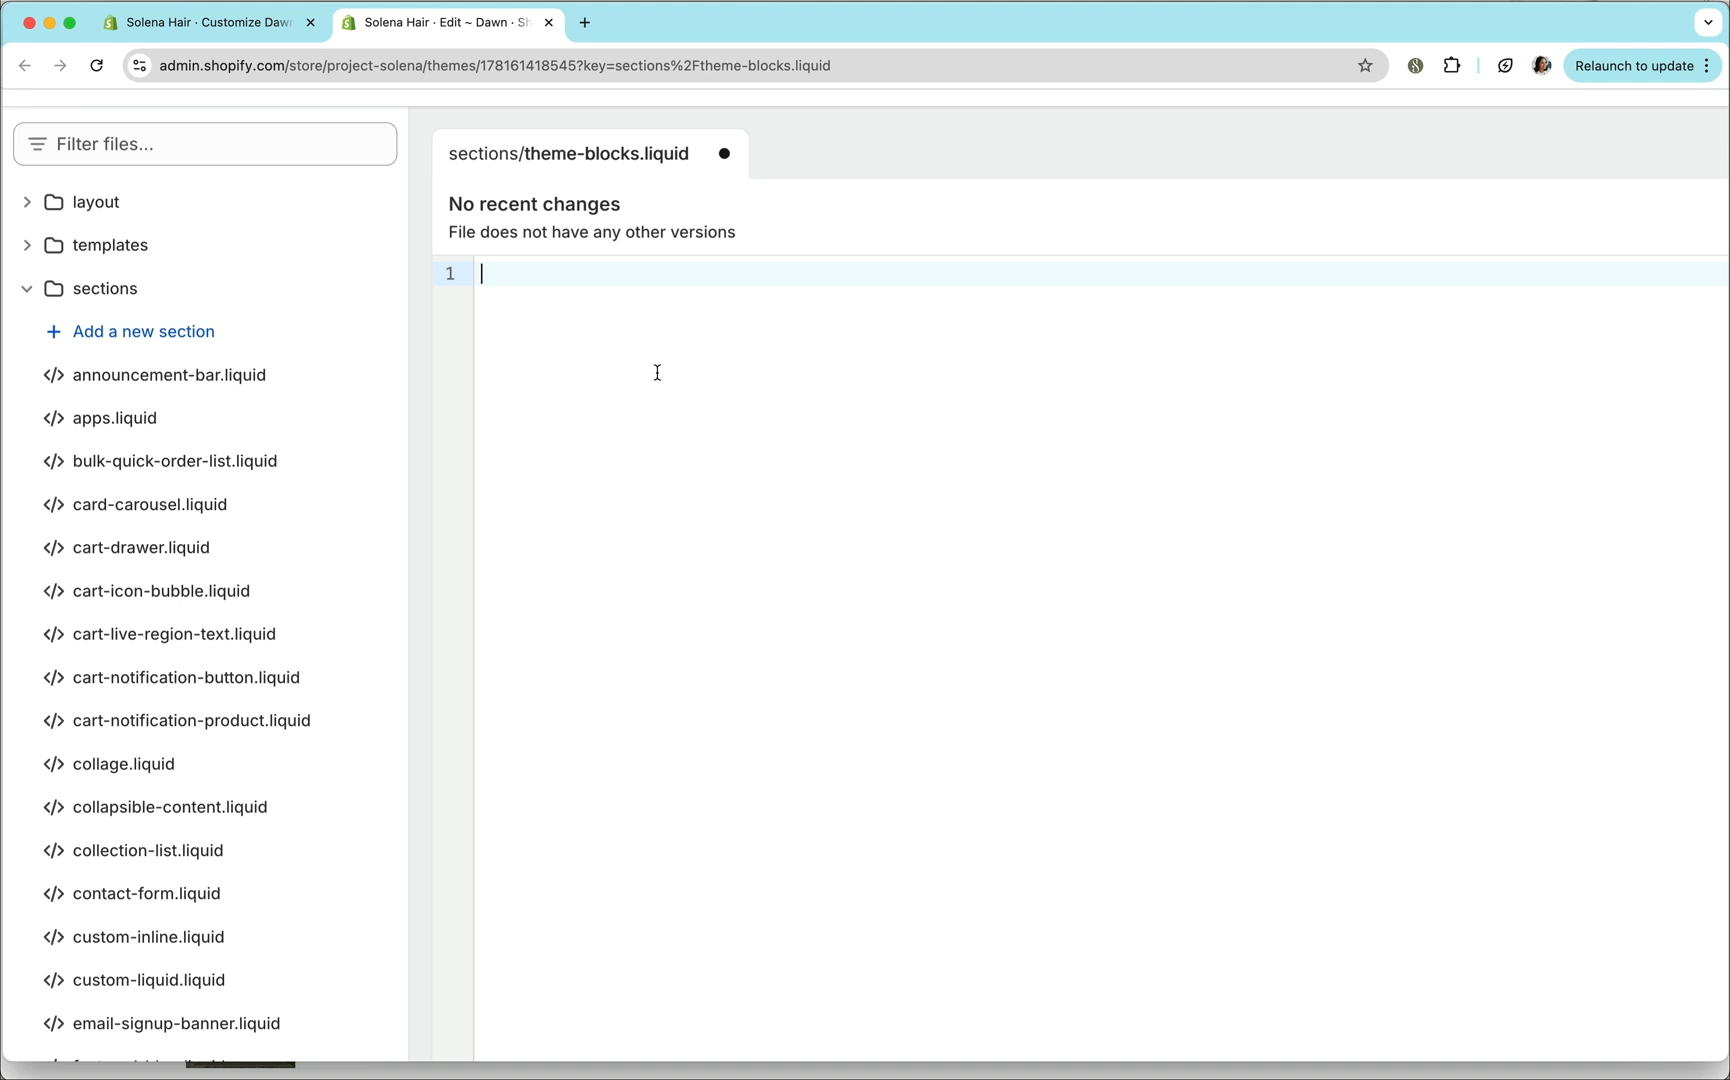 Solena Hair · Customize Daw
Solena Hair · Edit ~ Dawn · Sh
admin.shopify.com/store/project-solena/themes/178161418545?key=sections%2Ftheme-blocks.liquid
Relaunch to update
Filter files...
layout
templates
sections
Add a new section
announcement-bar.liquid
apps.liquid
bulk-quick-order-list.liquid
card-carousel.liquid
cart-drawer.liquid
cart-icon-bubble.liquid
cart-live-region-text.liquid
cart-notification-button.liquid
cart-notification-product.liquid
collage.liquid
collapsible-content.liquid
collection-list.liquid
contact-form.liquid
custom-inline.liquid
custom-liquid.liquid
email-signup-banner.liquid
sections/theme-blocks.liquid
No recent changes
File does not have any other versions
1